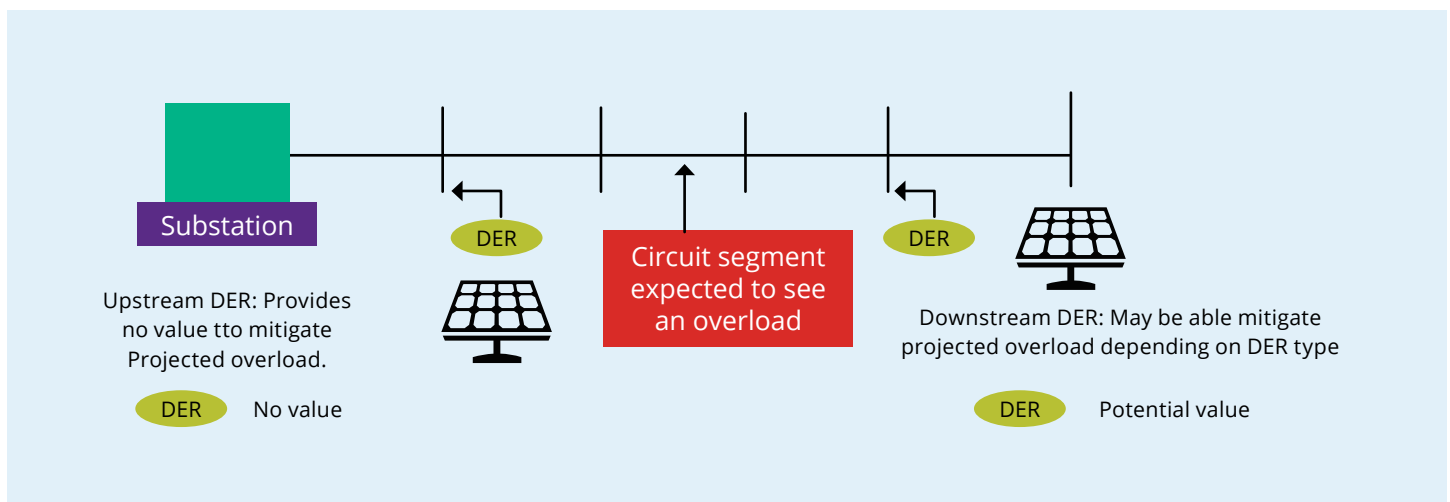 Substation
DER
DER
Circuit segment
expected to see
an overload
Upstream DER: Provides
no value tto mitigate
Projected overload.
Downstream DER: May be able mitigate
projected overload depending on DER type
DER No value
DER Potential value